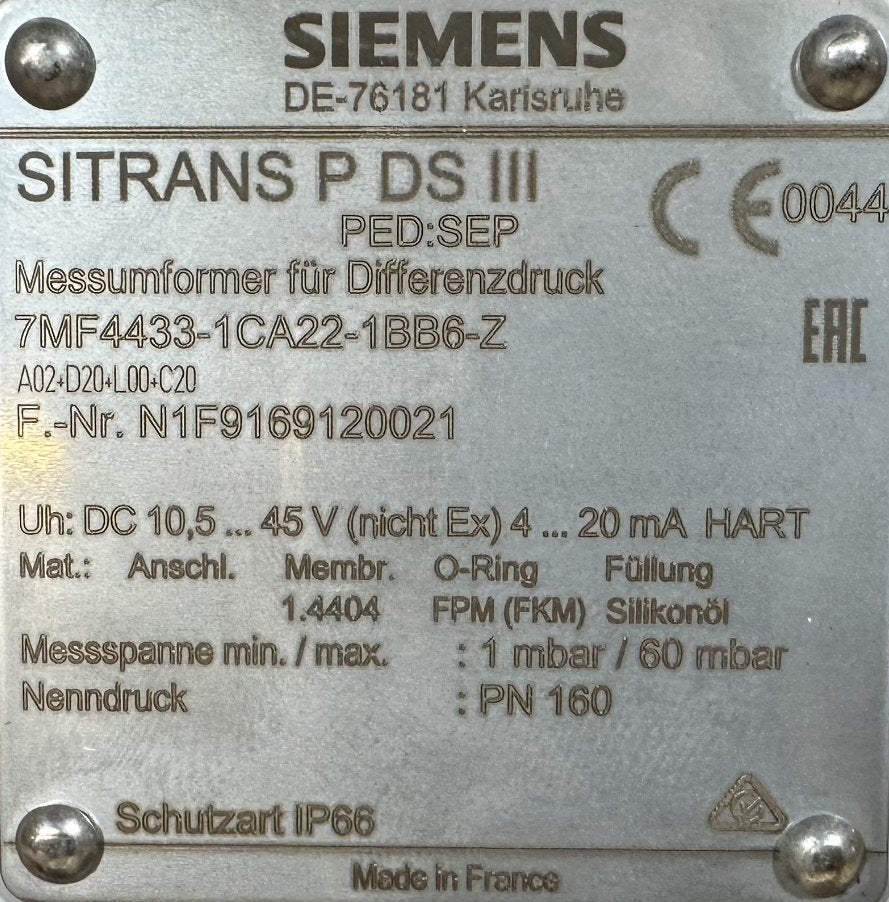 SIEMENS
DE-76181 Karlsruhe
SITRANS P DS III
CE 0044
PED:SEP
Messumformer für Differenzdruck
7MF4433-1CA22-1BB6-Z
EAC
A02+D20+L00+C20
F.-Nr. N1F9169120021
Uh: DC 10,5 ... 45 V (nicht Ex) 4 ... 20 mA HART
Mat.: Anschl. Membr. O-Ring Füllung
1.4404 FPM (FKM) Silikonöl
Messspanne min. / max. : 1 mbar / 60 mbar
Nenndruck : PN 160
Schutzart IP66
Made in France